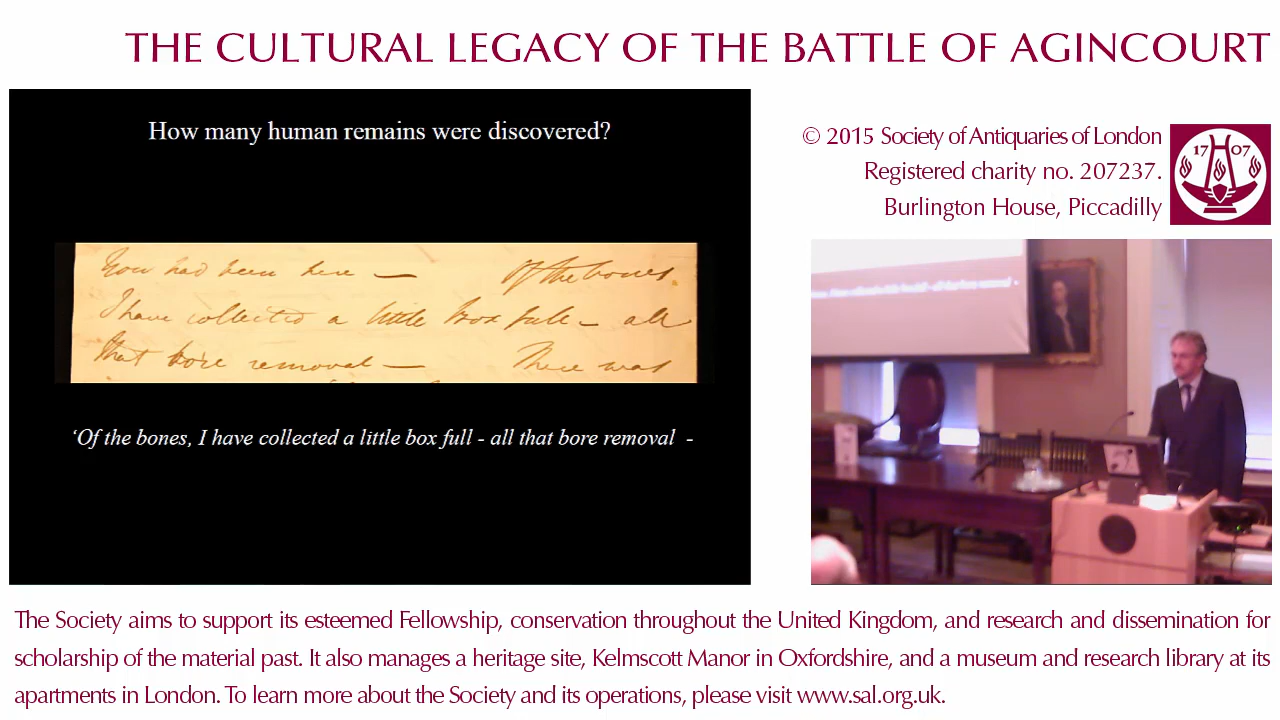 THE CULTURAL LEGACY OF THE BATTLE OF AGINCOURT
How many human remains were discovered?
You had been here — Of the bones,
I have collected a little box full – all
that bore removal — There was
‘Of the bones, I have collected a little box full - all that bore removal -
© 2015 Society of Antiquaries of London
Registered charity no. 207237.
Burlington House, Piccadilly
17 07
The Society aims to support its esteemed Fellowship, conservation throughout the United Kingdom, and research and dissemination for
scholarship of the material past. It also manages a heritage site, Kelmscott Manor in Oxfordshire, and a museum and research library at its
apartments in London. To learn more about the Society and its operations, please visit www.sal.org.uk.